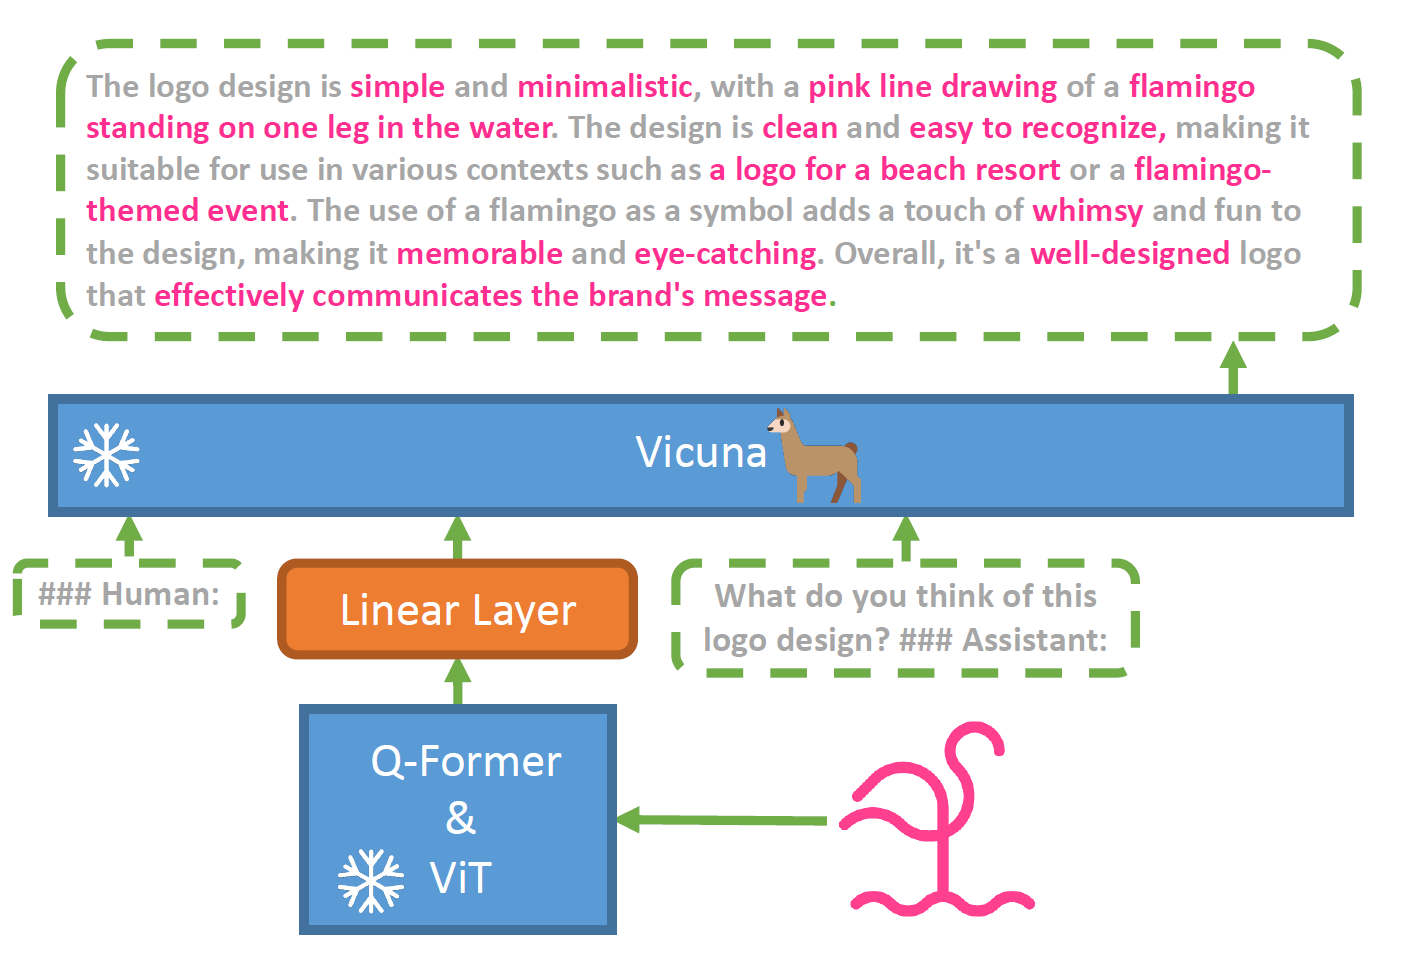 The logo design is simple and minimalistic, with a pink line drawing of a flamingo
standing on one leg in the water. The design is clean and easy to recognize, making it
suitable for use in various contexts such as a logo for a beach resort or a flamingo-
themed event. The use of a flamingo as a symbol adds a touch of whimsy and fun to
the design, making it memorable and eye-catching. Overall, it's a well-designed logo
that effectively communicates the brand's message.
Vicuna
### Human:
Linear Layer
What do you think of this
logo design? ### Assistant:
Q-Former
&
ViT